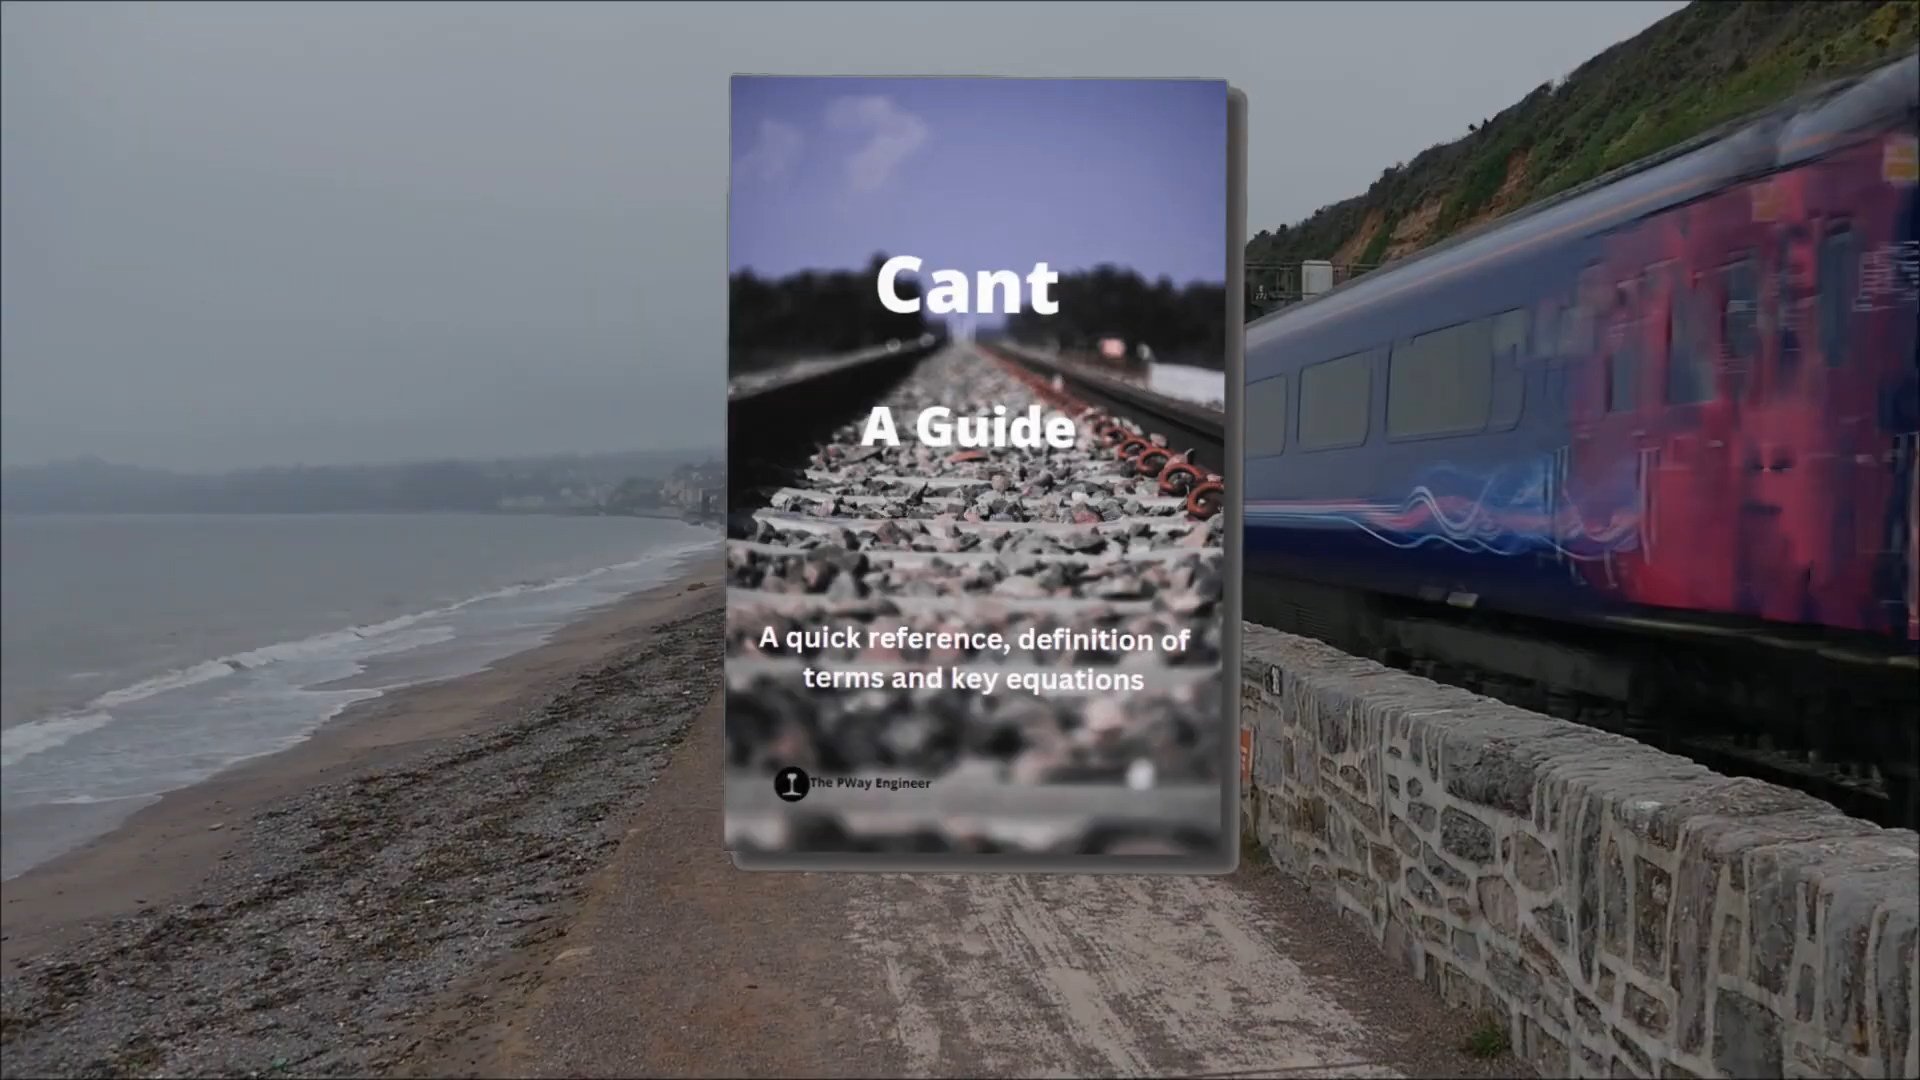 Cant
A Guide
A quick reference, definition of
terms and key equations
The PWay Engineer